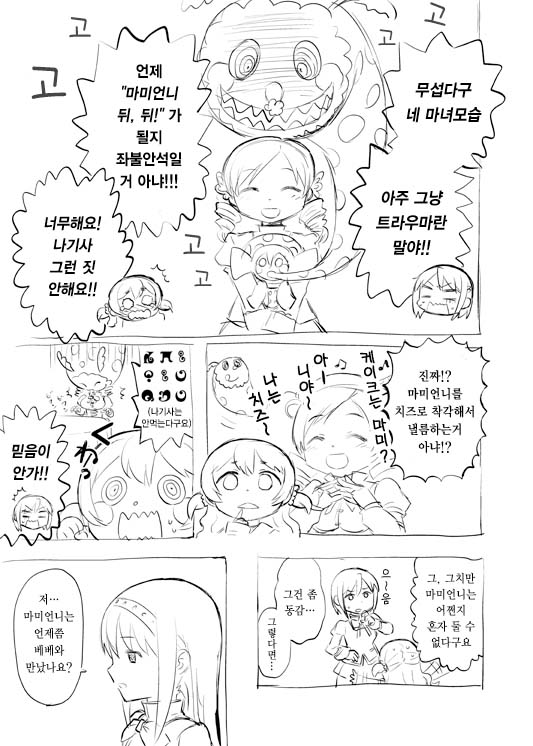 무섭다구
네 마녀모습
아주 그냥
트라우마란
말야!!
언제
"마미언니
뒤, 뒤!" 가
될지
좌불안석일
거 아냐!!!
너무해요!
나기사
그런 짓
안해요!!
고
고
고
고
고
고
진짜!?
마미언니를
치즈로 착각해서
낼름하는거
아냐!?
케이크는 마미?
아ー
니야~
나는
치즈~
(나기사는
안먹는다구요)
믿음이
안가!!
그, 그치만
마미언니는
어쩐지
혼자 둘 수
없다구요
으~음
그건 좀
동감…
그렇다면…
저…
마미언니는
언제쯤
베베와
만났나요?